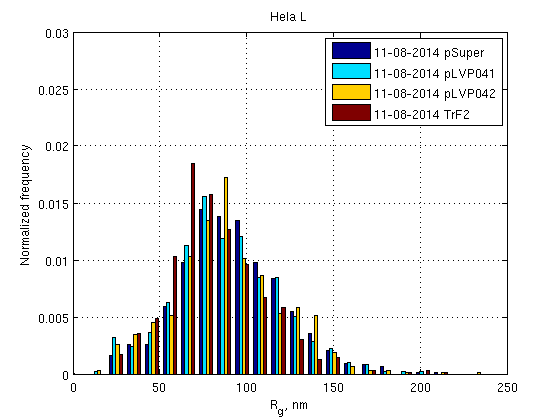 Hela L
0.03
0.025
0.02
0.015
0.01
0.005
0
Normalized frequency
11-08-2014 pSuper
11-08-2014 pLVP041
11-08-2014 pLVP042
11-08-2014 TrF2
0 50 100 150 200 250
Rg, nm